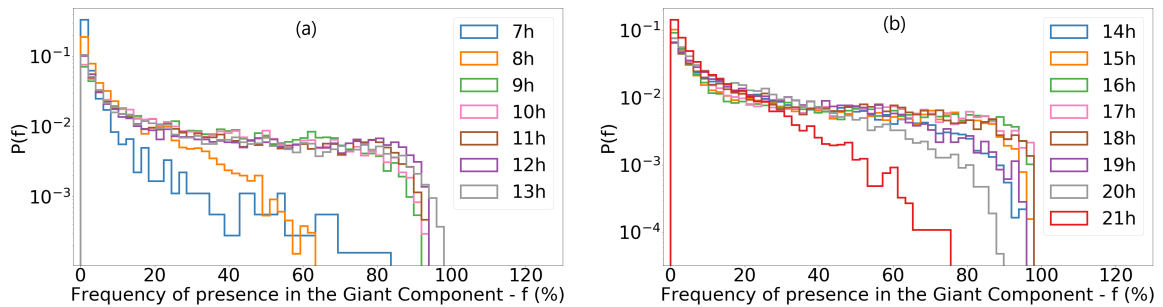 (a)
P(f)
10⁻¹
10⁻²
10⁻³
0 20 40 60 80 100 120
Frequency of presence in the Giant Component - f (%)
7h
8h
9h
10h
11h
12h
13h
(b)
P(f)
10⁻¹
10⁻²
10⁻³
10⁻⁴
0 20 40 60 80 100 120
Frequency of presence in the Giant Component - f (%)
14h
15h
16h
17h
18h
19h
20h
21h